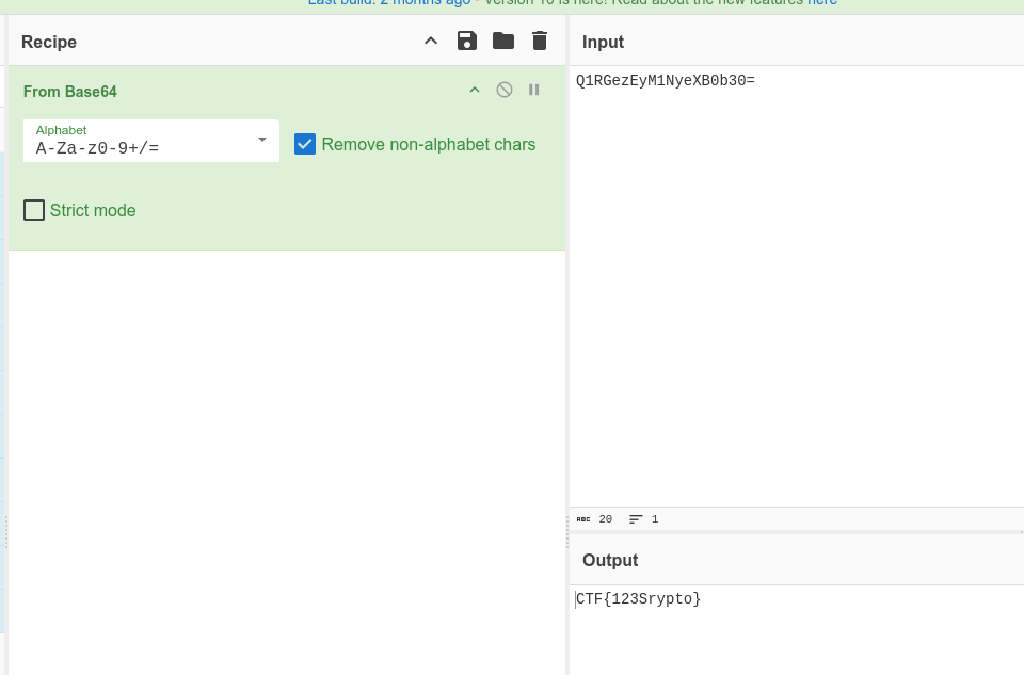 Last build: 2 months ago - Version 10 is here! Read about the new features here
Recipe
From Base64
Alphabet
A-Za-z0-9+/=
Remove non-alphabet chars
Strict mode
Input
Q1RGezEyM1NyeXB0b30=
ABC 20 1
Output
CTF{123Srypto}